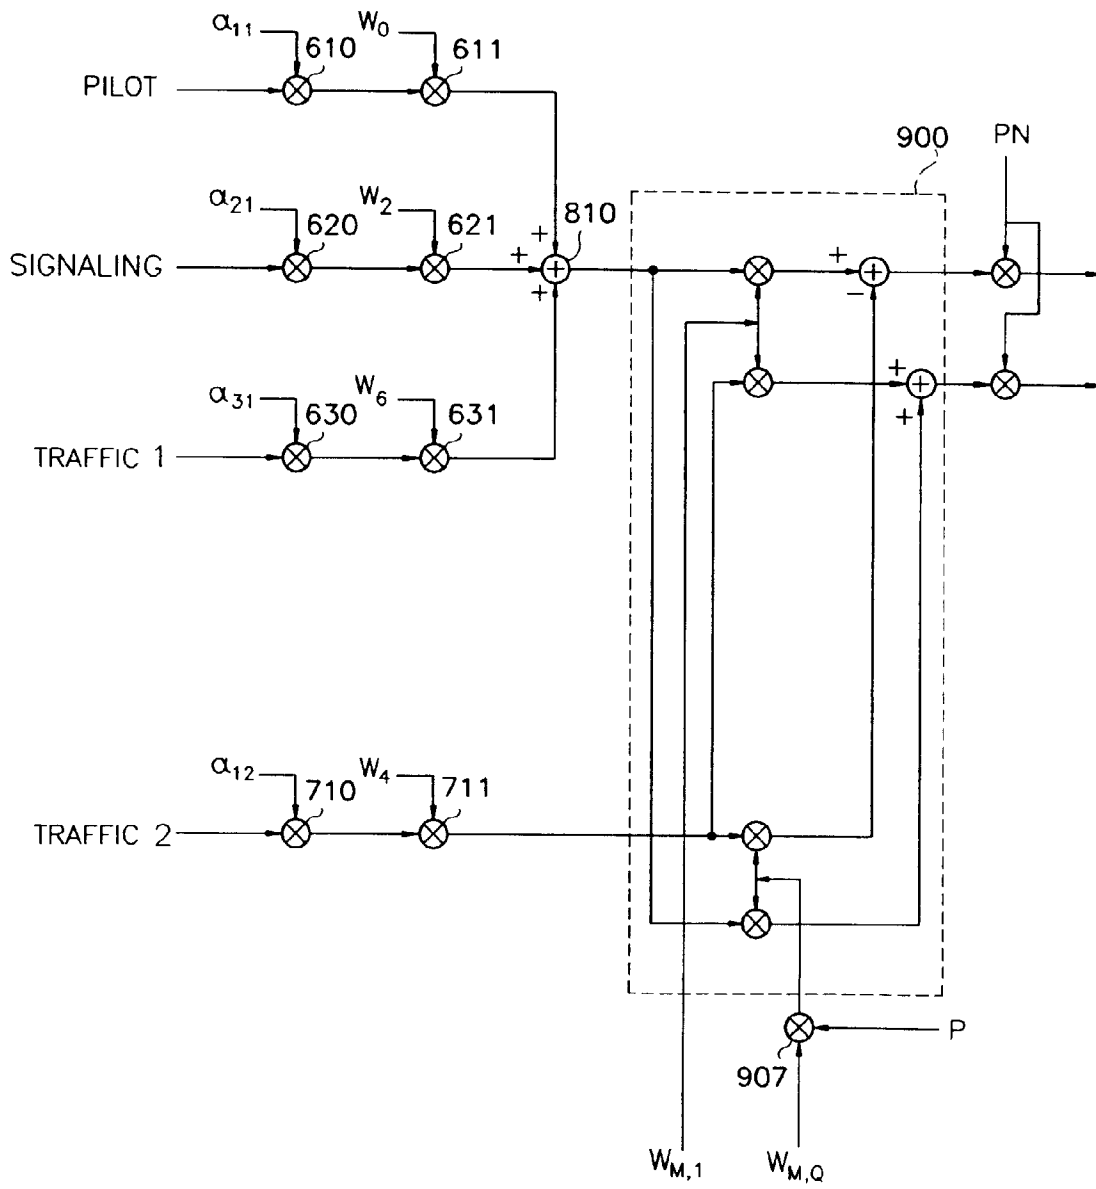 α11 W0
610 611
PILOT
900 PN
α21 W2
620 621 + 810
SIGNALING + + + -
+ +
α31 W6
630 631
TRAFFIC 1
α12 W4
710 711
TRAFFIC 2
P
907
WM,1 WM,Q